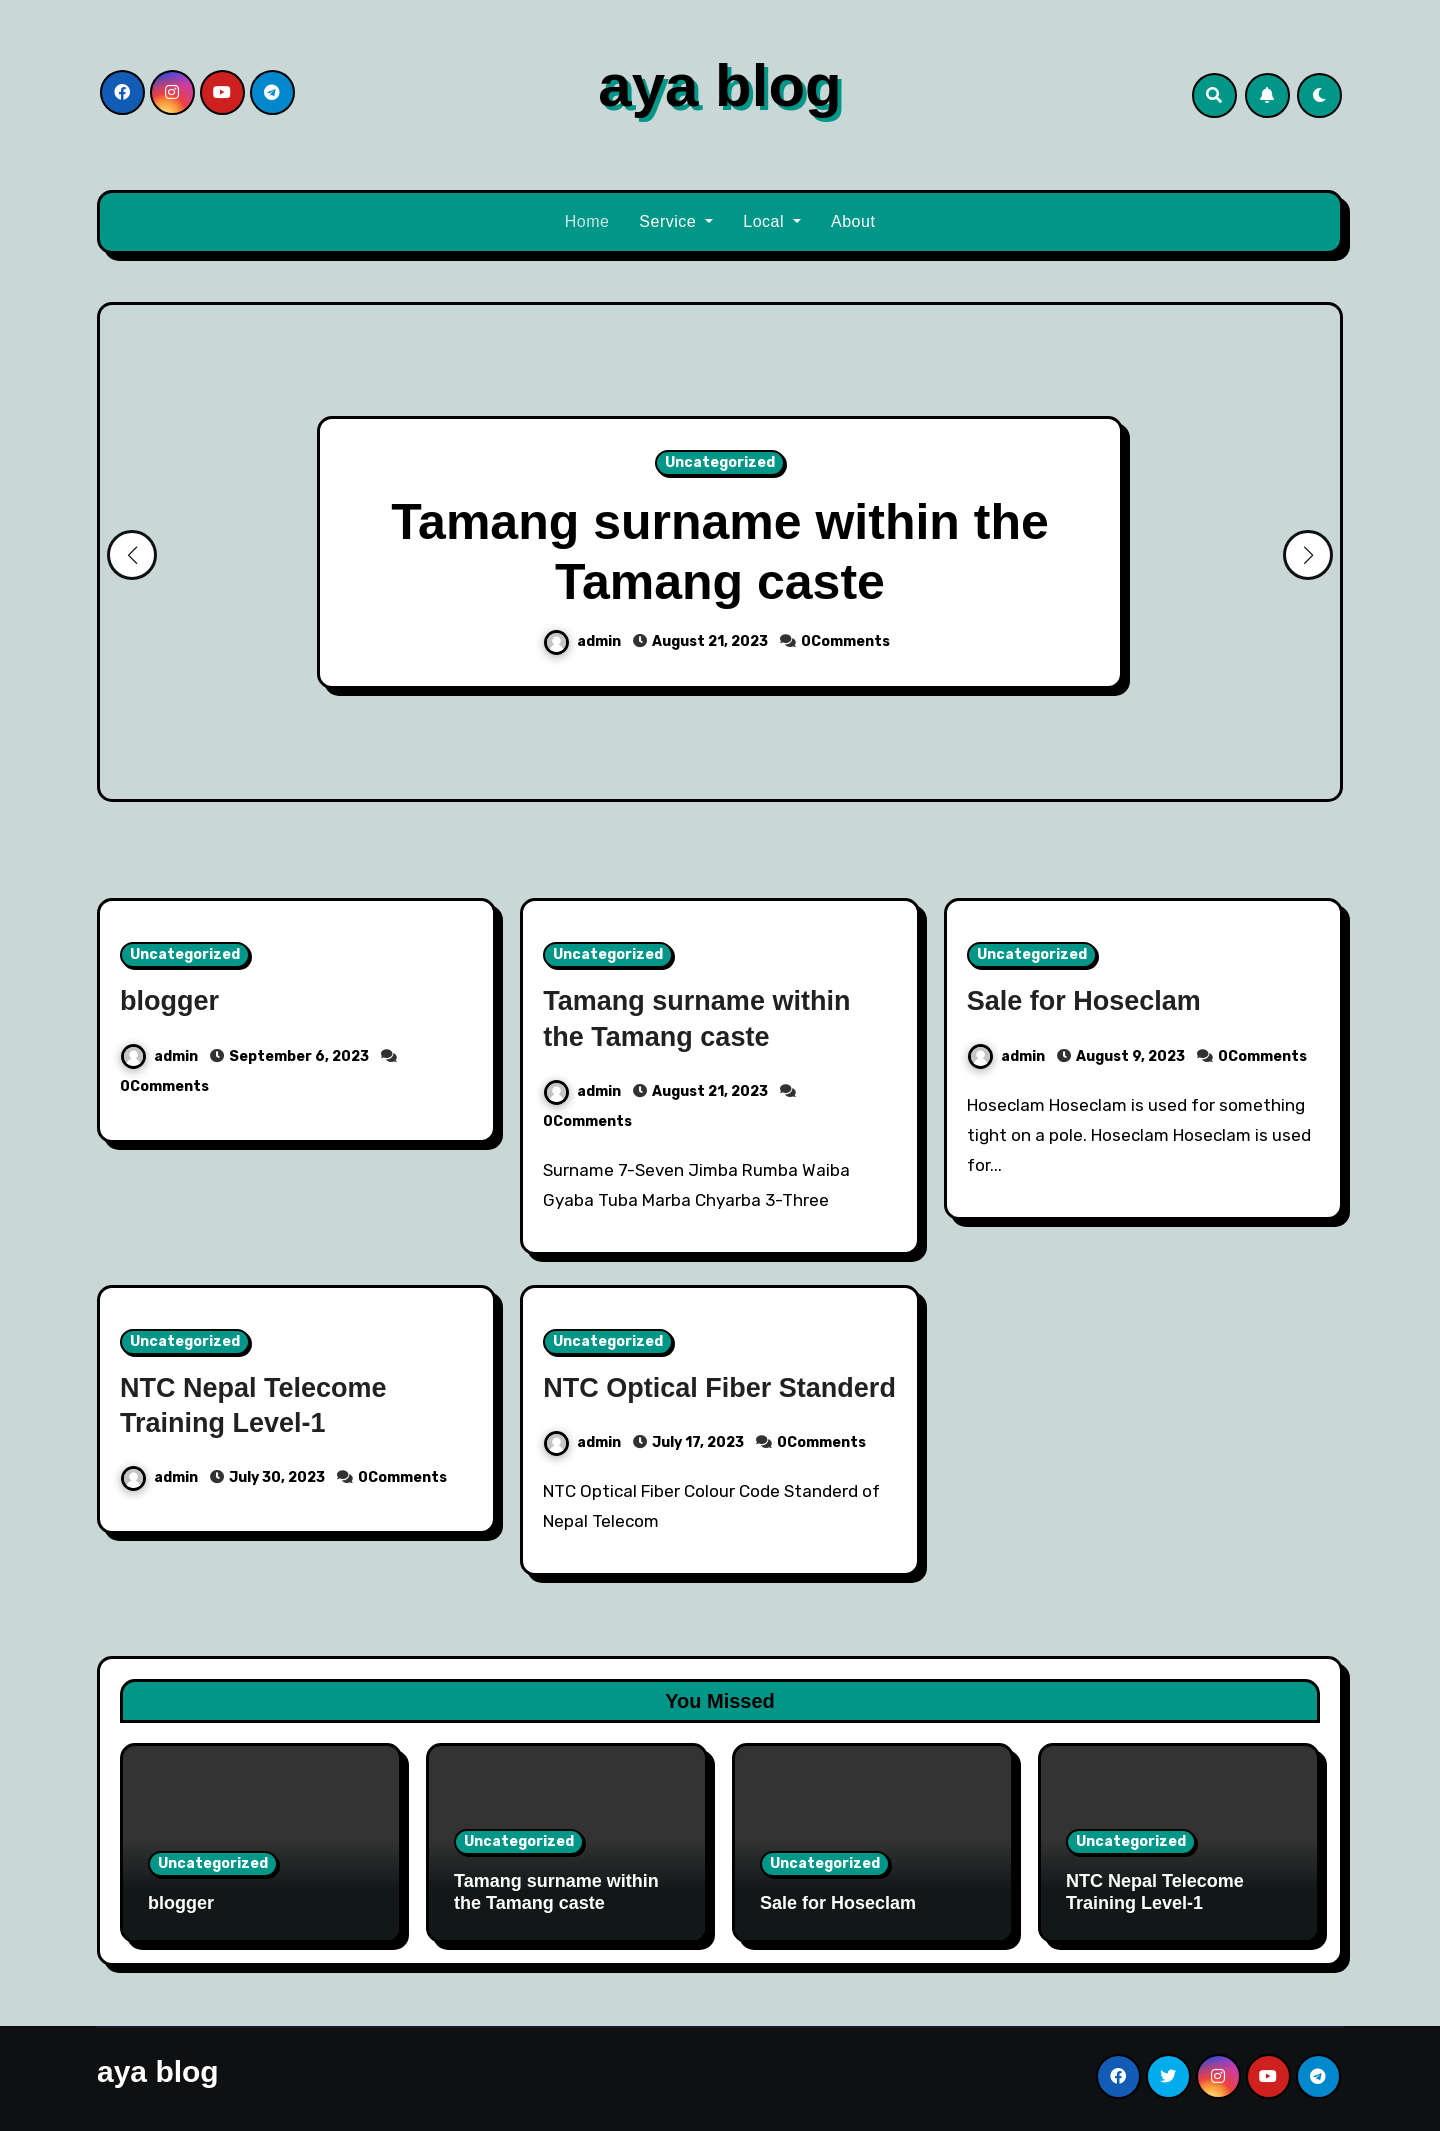 aya blog
Home Service Local About
Uncategorized
Tamang surname within the
Tamang caste
admin August 21, 2023 0Comments
Uncategorized
blogger
admin September 6, 2023
0Comments
Uncategorized
Tamang surname within
the Tamang caste
admin August 21, 2023
0Comments
Surname 7-Seven Jimba Rumba Waiba
Gyaba Tuba Marba Chyarba 3-Three
Uncategorized
Sale for Hoseclam
admin August 9, 2023 0Comments
Hoseclam Hoseclam is used for something
tight on a pole. Hoseclam Hoseclam is used
for...
Uncategorized
NTC Nepal Telecome
Training Level-1
admin July 30, 2023 0Comments
Uncategorized
NTC Optical Fiber Standerd
admin July 17, 2023 0Comments
NTC Optical Fiber Colour Code Standerd of
Nepal Telecom
You Missed
Uncategorized
blogger
Uncategorized
Tamang surname within
the Tamang caste
Uncategorized
Sale for Hoseclam
Uncategorized
NTC Nepal Telecome
Training Level-1
aya blog